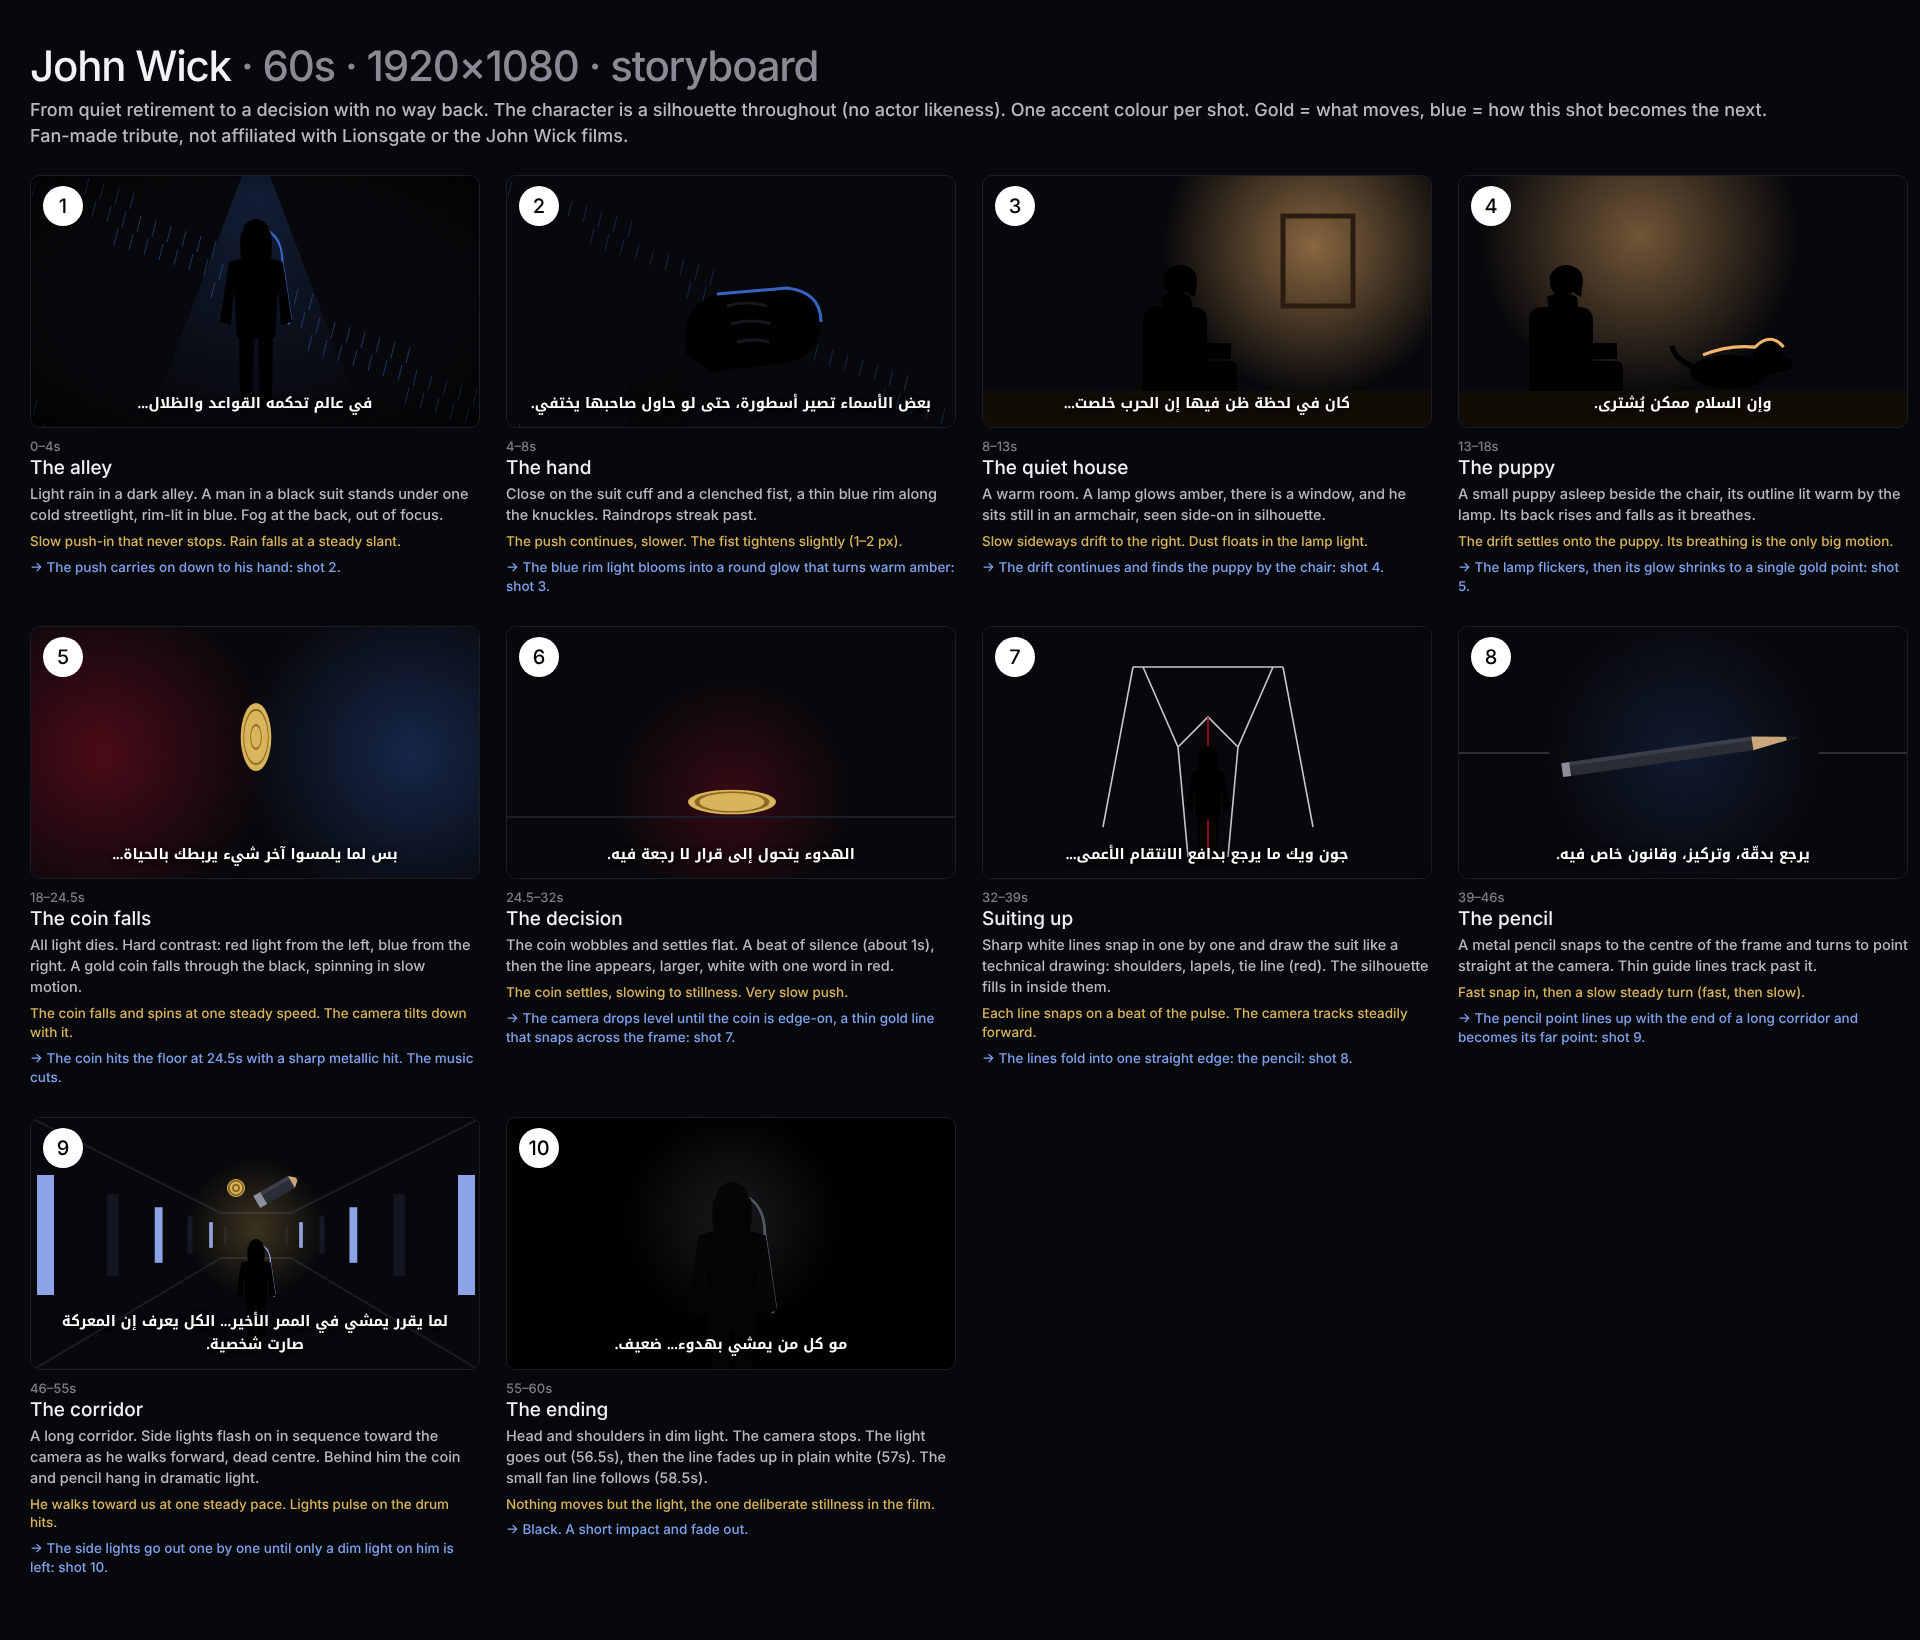 John Wick · 60s · 1920×1080 · storyboard
From quiet retirement to a decision with no way back. The character is a silhouette throughout (no actor likeness). One accent colour per shot. Gold = what moves, blue = how this shot becomes the next.
Fan-made tribute, not affiliated with Lionsgate or the John Wick films.
1
في عالم تحكمه القواعد والظلال...
0–4s
The alley
Light rain in a dark alley. A man in a black suit stands under one
cold streetlight, rim-lit in blue. Fog at the back, out of focus.
Slow push-in that never stops. Rain falls at a steady slant.
→ The push carries on down to his hand: shot 2.
2
بعض الأسماء تصير أسطورة، حتى لو حاول صاحبها يختفي.
4–8s
The hand
Close on the suit cuff and a clenched fist, a thin blue rim along
the knuckles. Raindrops streak past.
The push continues, slower. The fist tightens slightly (1–2 px).
→ The blue rim light blooms into a round glow that turns warm amber:
shot 3.
3
كان في لحظة ظن فيها إن الحرب خلصت...
8–13s
The quiet house
A warm room. A lamp glows amber, there is a window, and he
sits still in an armchair, seen side-on in silhouette.
Slow sideways drift to the right. Dust floats in the lamp light.
→ The drift continues and finds the puppy by the chair: shot 4.
4
وإن السلام ممكن يُشترى.
13–18s
The puppy
A small puppy asleep beside the chair, its outline lit warm by the
lamp. Its back rises and falls as it breathes.
The drift settles onto the puppy. Its breathing is the only big motion.
→ The lamp flickers, then its glow shrinks to a single gold point: shot
5.
5
بس لما يلمسوا آخر شيء يربطك بالحياة...
18–24.5s
The coin falls
All light dies. Hard contrast: red light from the left, blue from the
right. A gold coin falls through the black, spinning in slow
motion.
The coin falls and spins at one steady speed. The camera tilts down
with it.
→ The coin hits the floor at 24.5s with a sharp metallic hit. The music
cuts.
6
الهدوء يتحول إلى قرار لا رجعة فيه.
24.5–32s
The decision
The coin wobbles and settles flat. A beat of silence (about 1s),
then the line appears, larger, white with one word in red.
The coin settles, slowing to stillness. Very slow push.
→ The camera drops level until the coin is edge-on, a thin gold line
that snaps across the frame: shot 7.
7
جون ويك ما يرجع بدافع الانتقام الأعمى...
32–39s
Suiting up
Sharp white lines snap in one by one and draw the suit like a
technical drawing: shoulders, lapels, tie line (red). The silhouette
fills in inside them.
Each line snaps on a beat of the pulse. The camera tracks steadily
forward.
→ The lines fold into one straight edge: the pencil: shot 8.
8
يرجع بدقّة، وتركيز، وقانون خاص فيه.
39–46s
The pencil
A metal pencil snaps to the centre of the frame and turns to point
straight at the camera. Thin guide lines track past it.
Fast snap in, then a slow steady turn (fast, then slow).
→ The pencil point lines up with the end of a long corridor and
becomes its far point: shot 9.
9
لما يقرر يمشي في الممر الأخير... الكل يعرف إن المعركة
صارت شخصية.
46–55s
The corridor
A long corridor. Side lights flash on in sequence toward the
camera as he walks forward, dead centre. Behind him the coin
and pencil hang in dramatic light.
He walks toward us at one steady pace. Lights pulse on the drum
hits.
→ The side lights go out one by one until only a dim light on him is
left: shot 10.
10
مو كل من يمشي بهدوء... ضعيف.
55–60s
The ending
Head and shoulders in dim light. The camera stops. The light
goes out (56.5s), then the line fades up in plain white (57s). The
small fan line follows (58.5s).
Nothing moves but the light, the one deliberate stillness in the film.
→ Black. A short impact and fade out.